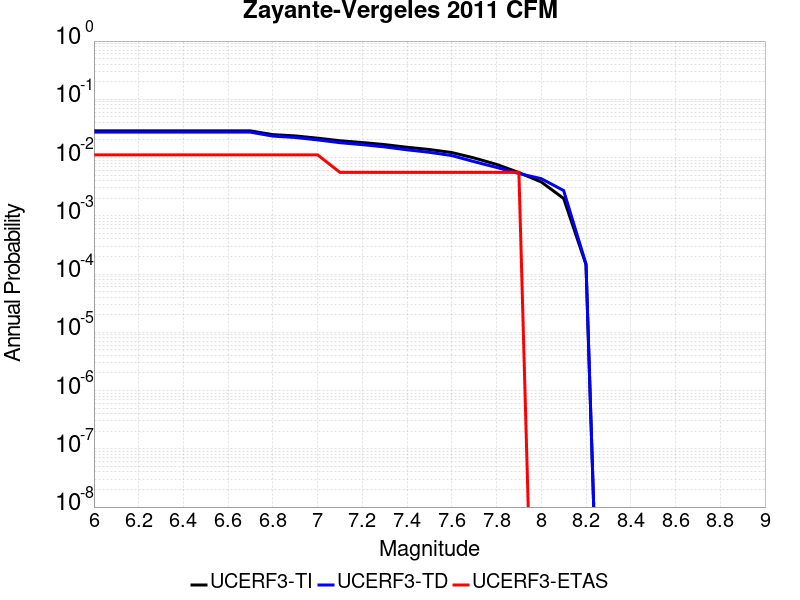 Zayante-Vergeles 2011 CFM
10^0
10^-1
10^-2
10^-3
10^-4
10^-5
10^-6
10^-7
10^-8
Annual Probability
6 6.2 6.4 6.6 6.8 7 7.2 7.4 7.6 7.8 8 8.2 8.4 8.6 8.8 9
Magnitude
UCERF3-TI UCERF3-TD UCERF3-ETAS